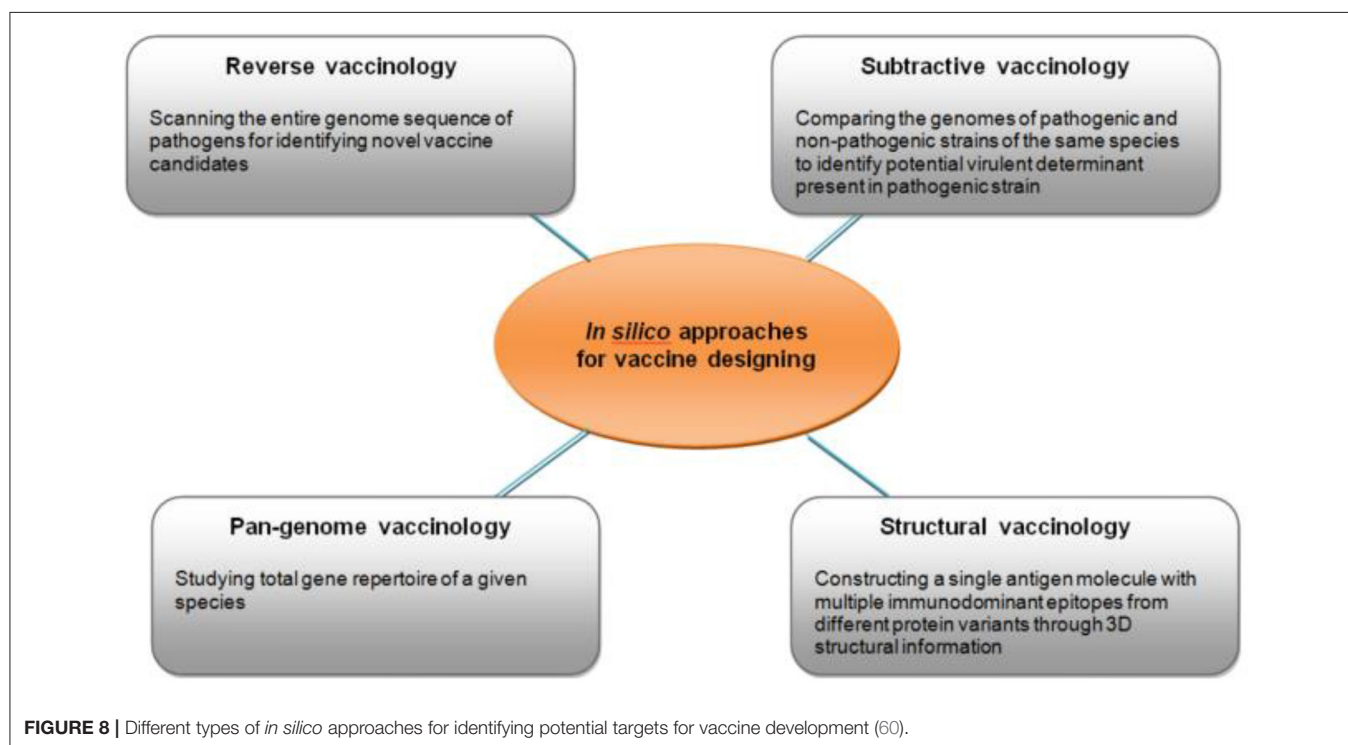 Reverse vaccinology
Scanning the entire genome sequence of
pathogens for identifying novel vaccine
candidates
Subtractive vaccinology
Comparing the genomes of pathogenic and
non-pathogenic strains of the same species
to identify potential virulent determinant
present in pathogenic strain
In silico approaches
for vaccine designing
Pan-genome vaccinology
Studying total gene repertoire of a given
species
Structural vaccinology
Constructing a single antigen molecule with
multiple immunodominant epitopes from
different protein variants through 3D
structural information
FIGURE 8 | Different types of in silico approaches for identifying potential targets for vaccine development (60).